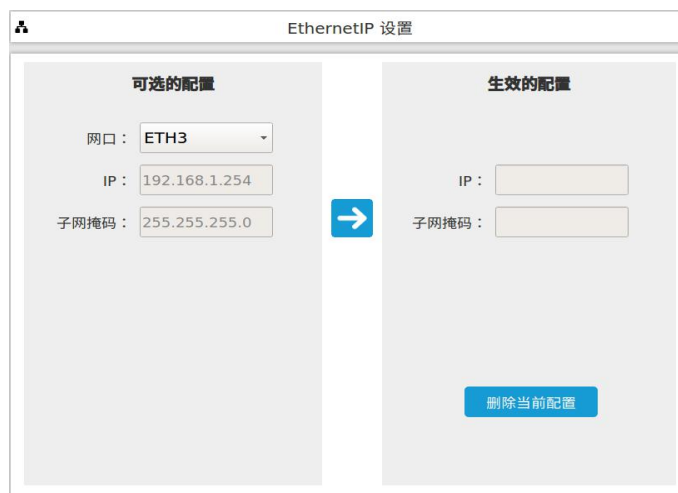 EthernetIP 设置
可选的配置
网口： ETH3
IP： 192.168.1.254
子网掩码： 255.255.255.0
生效的配置
IP：
子网掩码：
删除当前配置